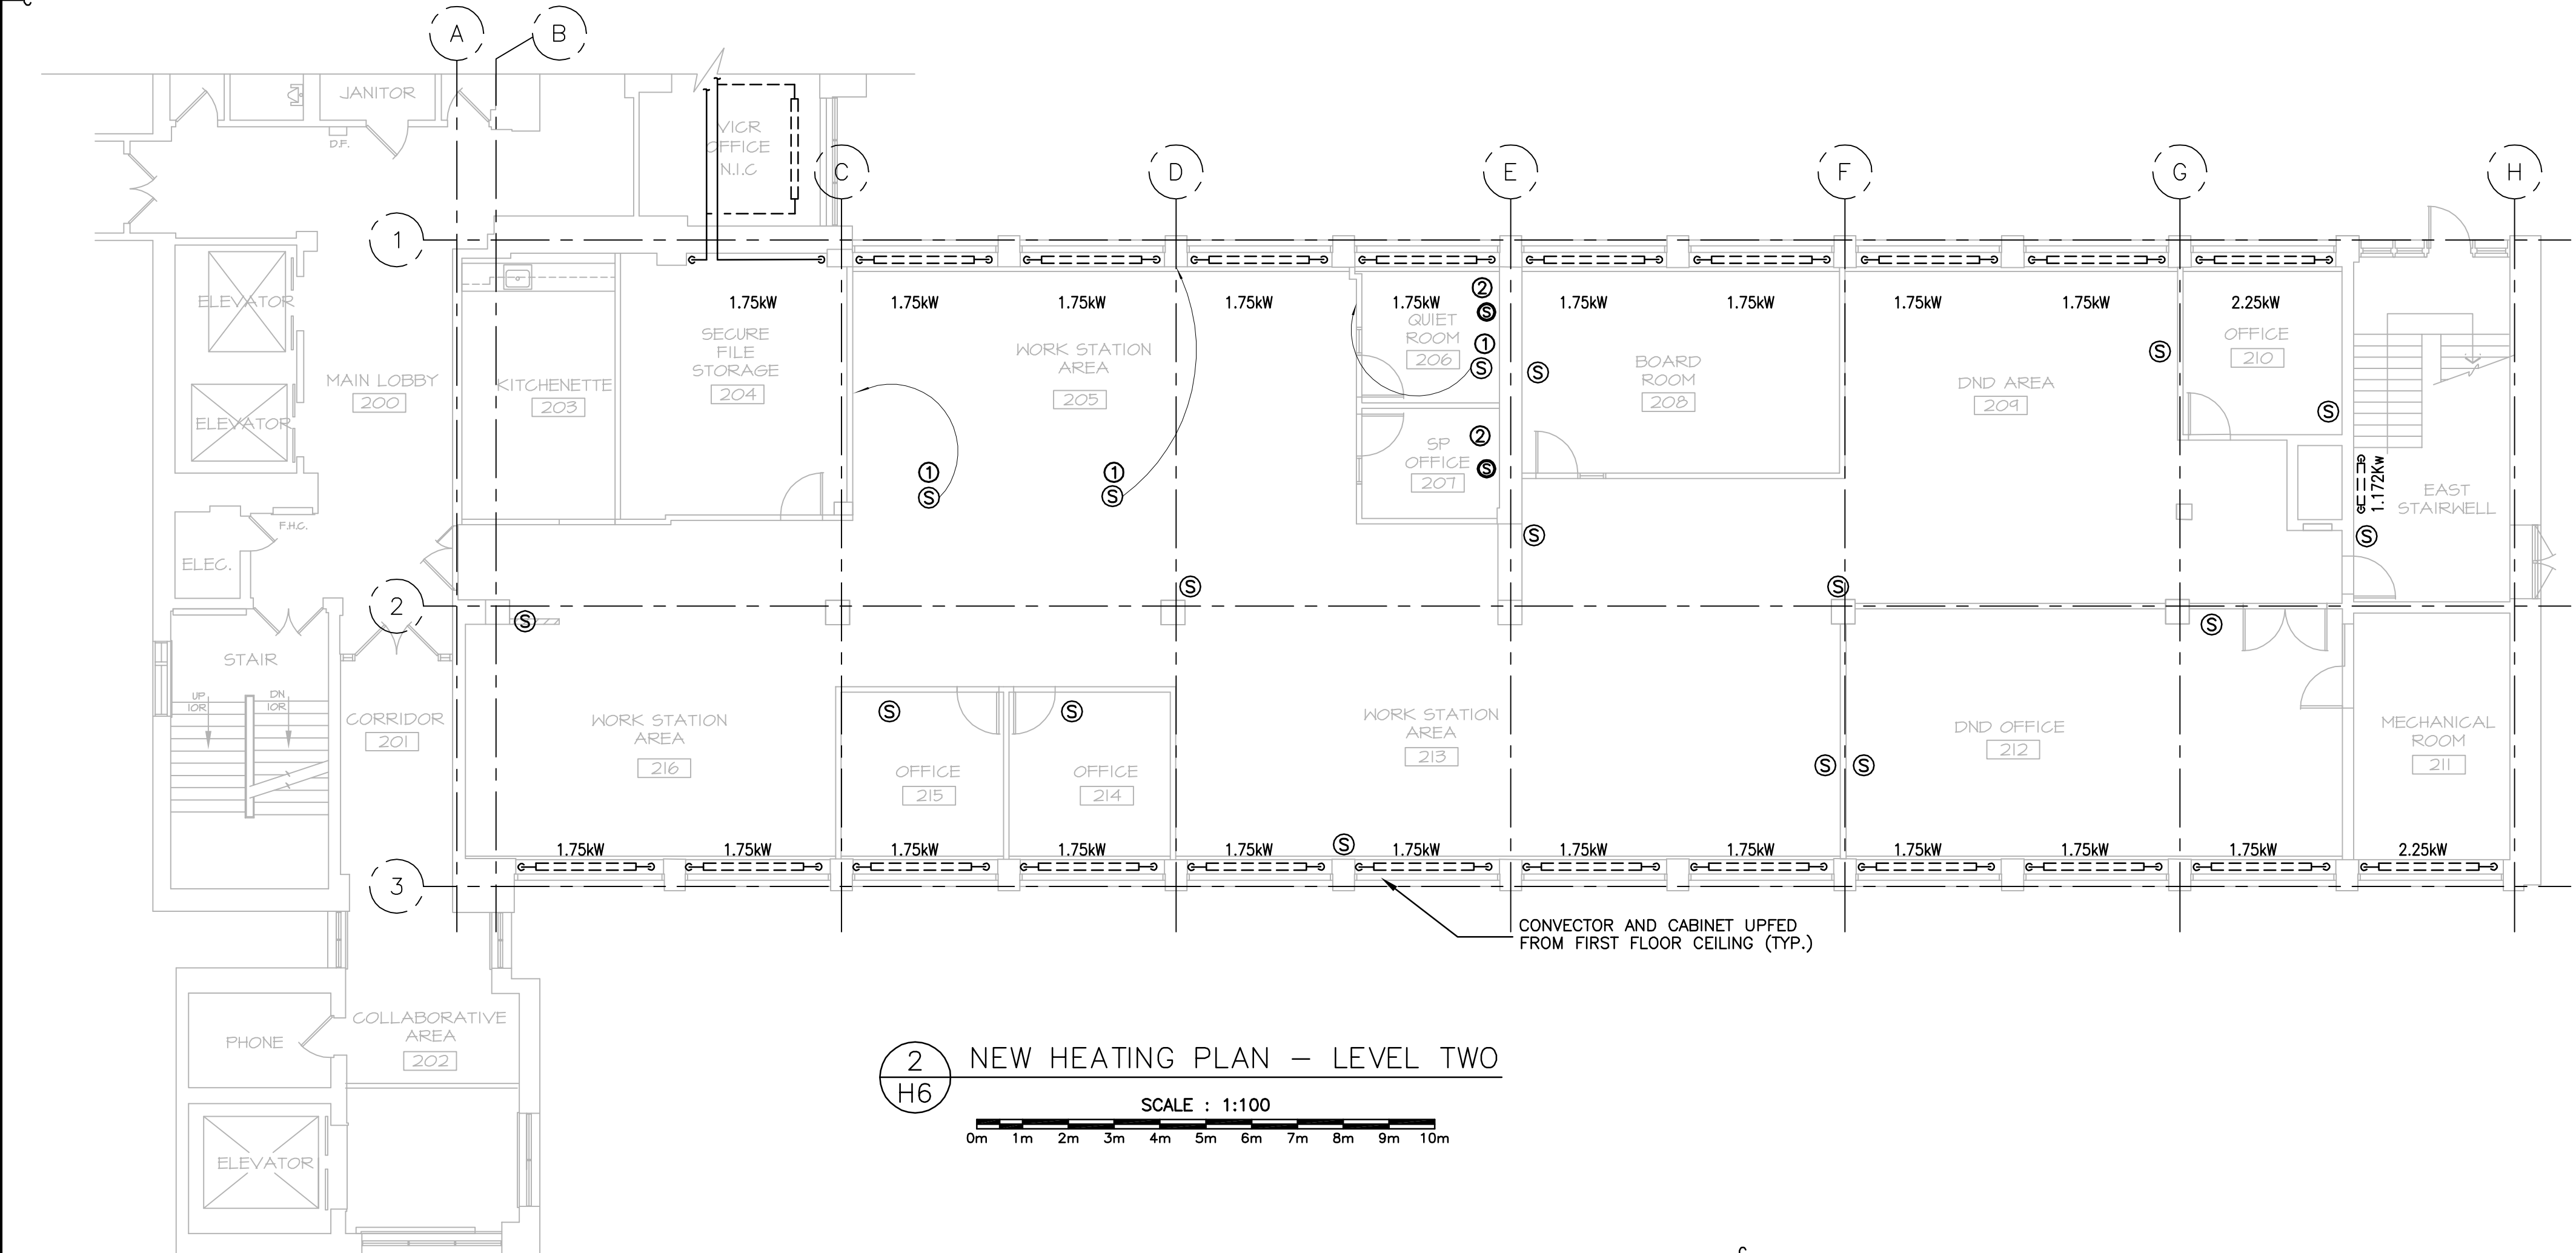 A
B
JANITOR
D.F.
VICR
OFFICE
N.I.C
C
D
E
F
G
H
1
ELEVATOR
1.75kW
1.75kW
1.75kW
1.75kW
1.75kW
1.75kW
1.75kW
1.75kW
1.75kW
2.25kW
2
S
QUIET
ROOM
206
1
S
SECURE
FILE
STORAGE
204
WORK STATION
AREA
205
S
BOARD
ROOM
208
DND AREA
209
S
OFFICE
210
S
MAIN LOBBY
200
KITCHENETTE
203
ELEVATOR
1
S
1
S
SP
OFFICE
207
2
S
1.172Kw
EAST
STAIRWELL
S
F.H.C.
ELEC.
S
S
S
2
S
S
STAIR
UP
10R
DN
10R
CORRIDOR
201
WORK STATION
AREA
216
S
S
OFFICE
215
OFFICE
214
WORK STATION
AREA
213
S
S
DND OFFICE
212
MECHANICAL
ROOM
211
1.75kW
1.75kW
1.75kW
1.75kW
1.75kW
S
1.75kW
1.75kW
1.75kW
1.75kW
1.75kW
1.75kW
2.25kW
3
CONVECTOR AND CABINET UPFED
FROM FIRST FLOOR CEILING (TYP.)
PHONE
COLLABORATIVE
AREA
202
ELEVATOR
2
H6
NEW HEATING PLAN – LEVEL TWO
SCALE : 1:100
0m 1m 2m 3m 4m 5m 6m 7m 8m 9m 10m